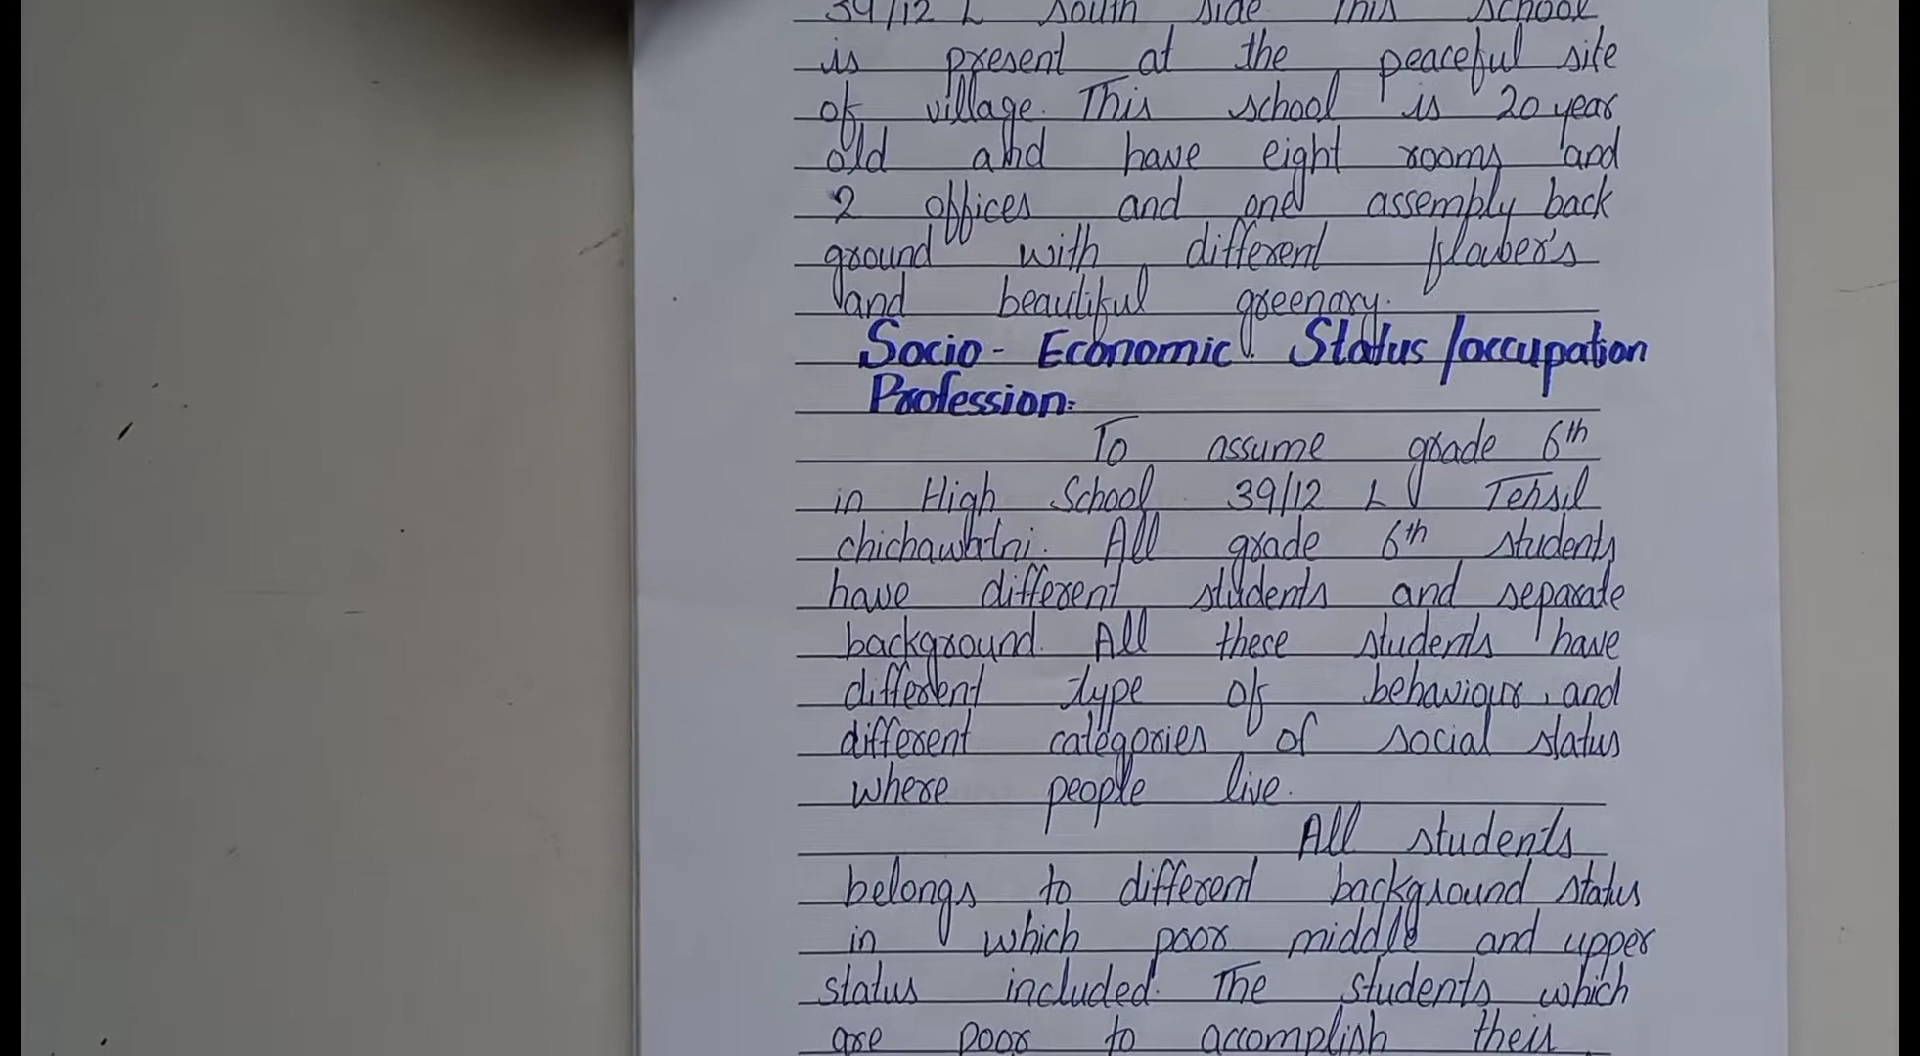 39/12 L South side This school
is present at the peaceful site
of village. This school is 20 year
old and have eight rooms and
2 offices and one assembly back
ground with different flower's
and beautiful greenary.
Socio - Economic Status /occupation
Profession:
To assume grade 6th
in High School 39/12 L Tehsil
chichawatni. All grade 6th students
have different students and separate
background. All these students have
different type of behaviour, and
different categories of social status
where people live.
All students
belongs to different background status
in which poor middle and upper
status included. The students which
are poor to accomplish their